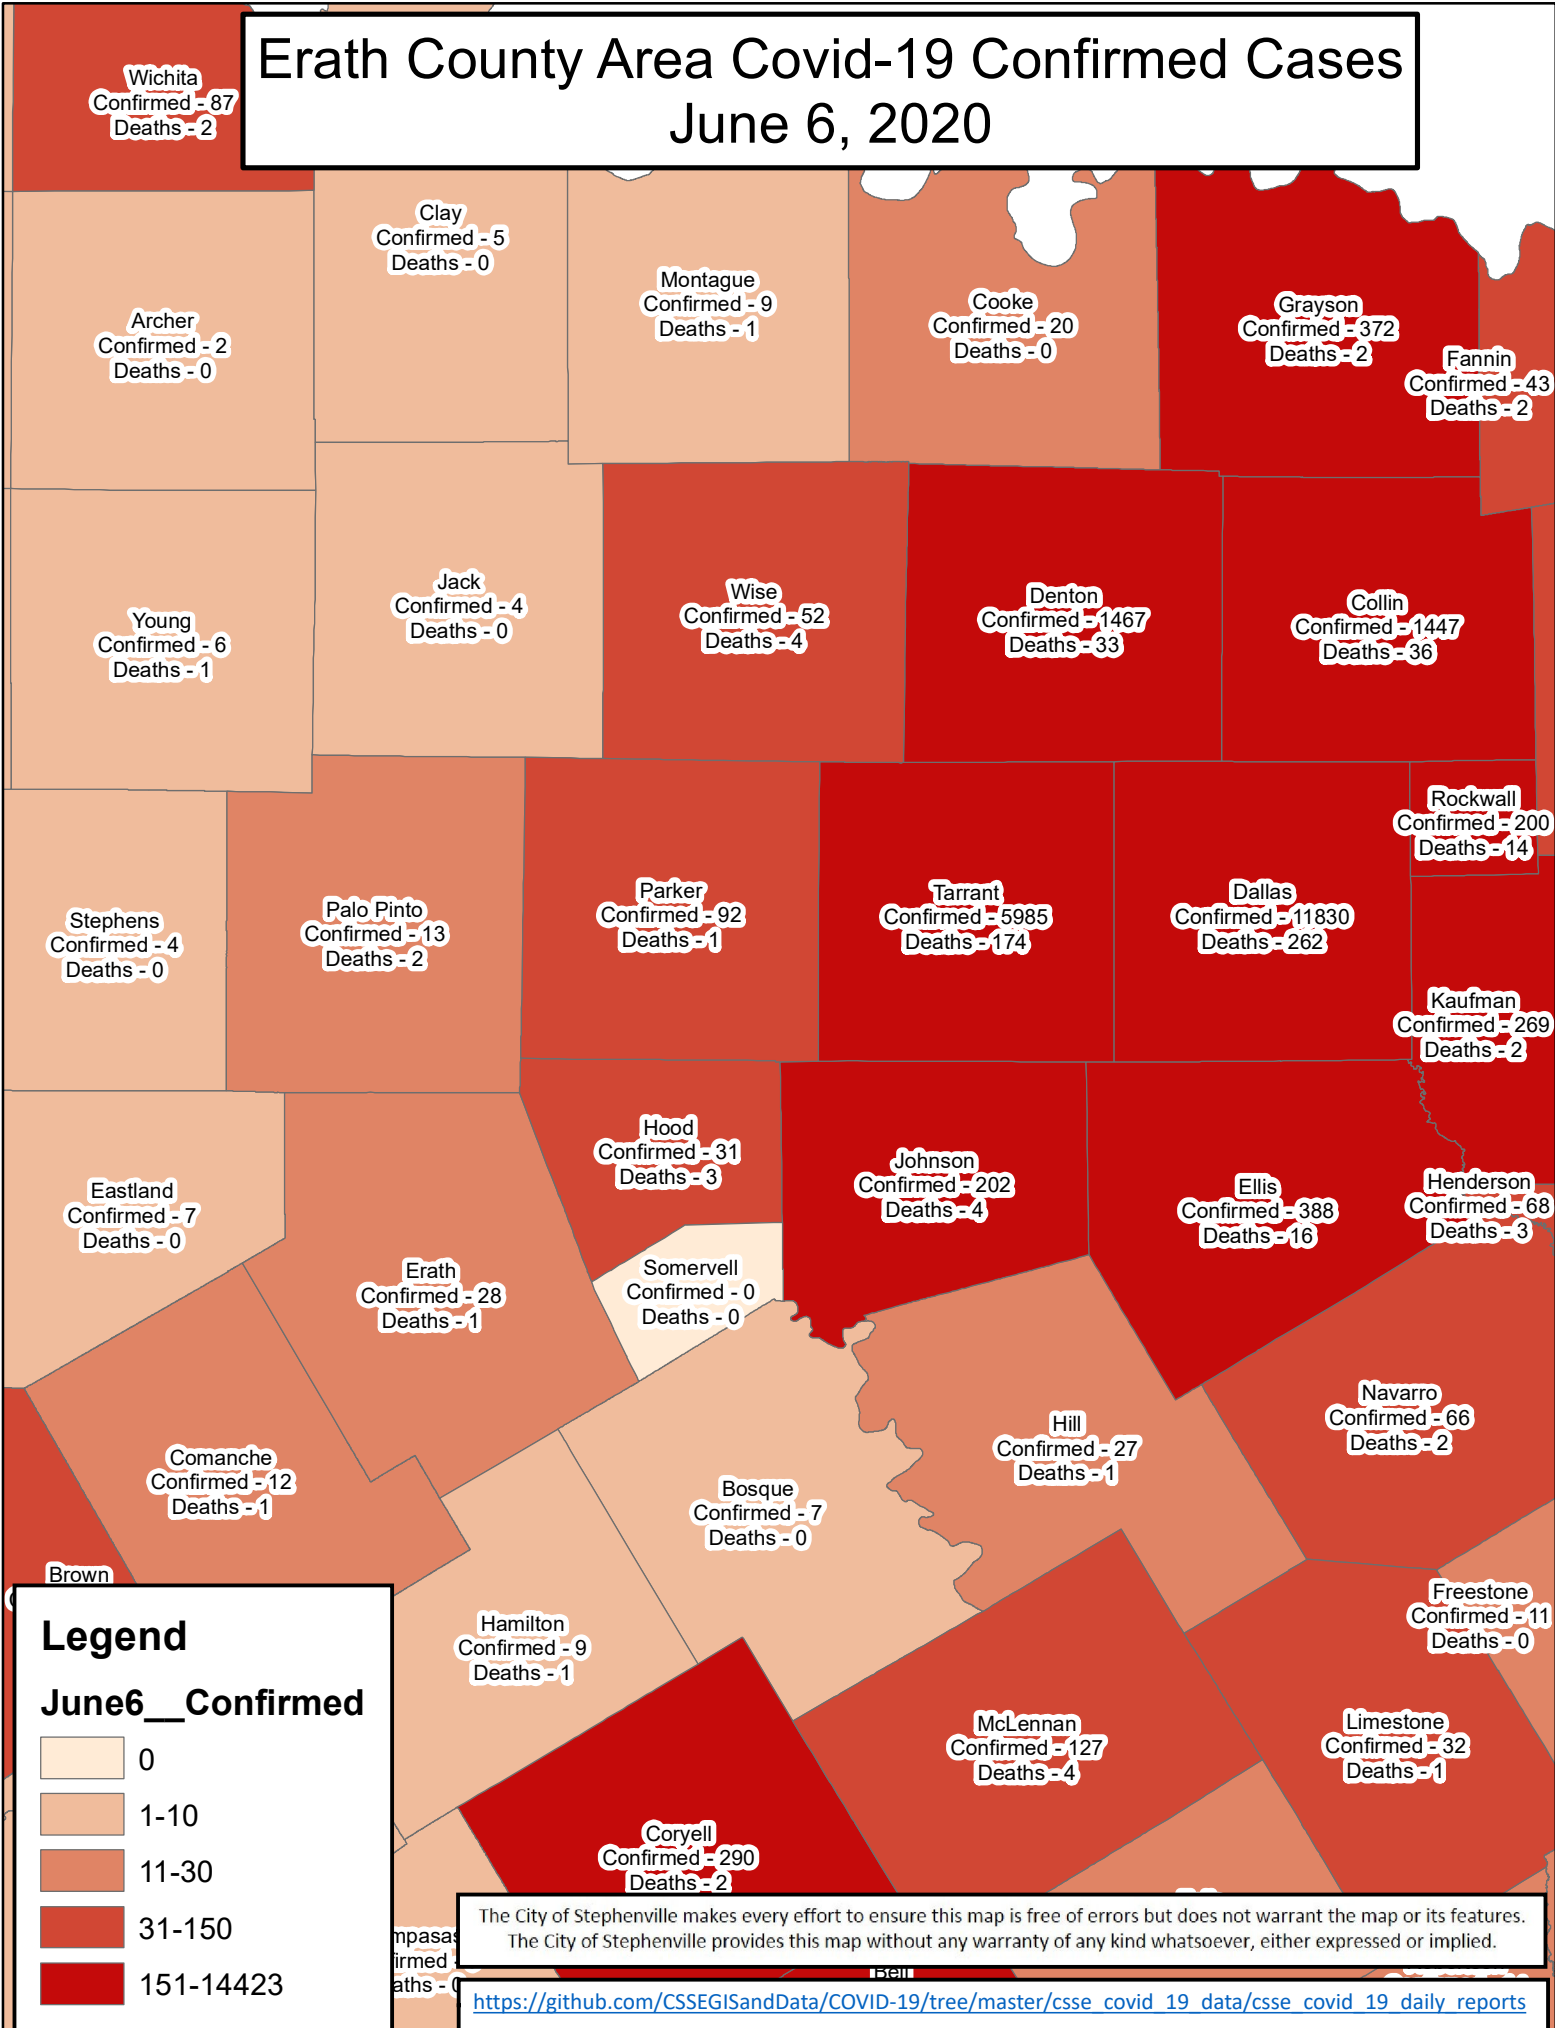 Erath County Area Covid-19 Confirmed Cases
June 6, 2020
Wichita
Confirmed - 87
Deaths - 2
Clay
Confirmed - 5
Deaths - 0
Montague
Confirmed - 9
Deaths - 1
Cooke
Confirmed - 20
Deaths - 0
Grayson
Confirmed - 372
Deaths - 2
Fannin
Confirmed - 43
Deaths - 2
Archer
Confirmed - 2
Deaths - 0
Young
Confirmed - 6
Deaths - 1
Jack
Confirmed - 4
Deaths - 0
Wise
Confirmed - 52
Deaths - 4
Denton
Confirmed - 1467
Deaths - 33
Collin
Confirmed - 1447
Deaths - 36
Rockwall
Confirmed - 200
Deaths - 14
Stephens
Confirmed - 4
Deaths - 0
Palo Pinto
Confirmed - 13
Deaths - 2
Parker
Confirmed - 92
Deaths - 1
Tarrant
Confirmed - 5985
Deaths - 174
Dallas
Confirmed - 11830
Deaths - 262
Kaufman
Confirmed - 269
Deaths - 2
Eastland
Confirmed - 7
Deaths - 0
Erath
Confirmed - 28
Deaths - 1
Hood
Confirmed - 31
Deaths - 3
Somervell
Confirmed - 0
Deaths - 0
Johnson
Confirmed - 202
Deaths - 4
Ellis
Confirmed - 388
Deaths - 16
Henderson
Confirmed - 68
Deaths - 3
Comanche
Confirmed - 12
Deaths - 1
Bosque
Confirmed - 7
Deaths - 0
Hill
Confirmed - 27
Deaths - 1
Navarro
Confirmed - 66
Deaths - 2
Brown
Hamilton
Confirmed - 9
Deaths - 1
Freestone
Confirmed - 11
Deaths - 0
McLennan
Confirmed - 127
Deaths - 4
Limestone
Confirmed - 32
Deaths - 1
Coryell
Confirmed - 290
Deaths - 2
mpasas
irmed -
aths - 0
Bell
Legend
June6__Confirmed
0
1-10
11-30
31-150
151-14423
The City of Stephenville makes every effort to ensure this map is free of errors but does not warrant the map or its features.
The City of Stephenville provides this map without any warranty of any kind whatsoever, either expressed or implied.
https://github.com/CSSEGISandData/COVID-19/tree/master/csse_covid_19_data/csse_covid_19_daily_reports